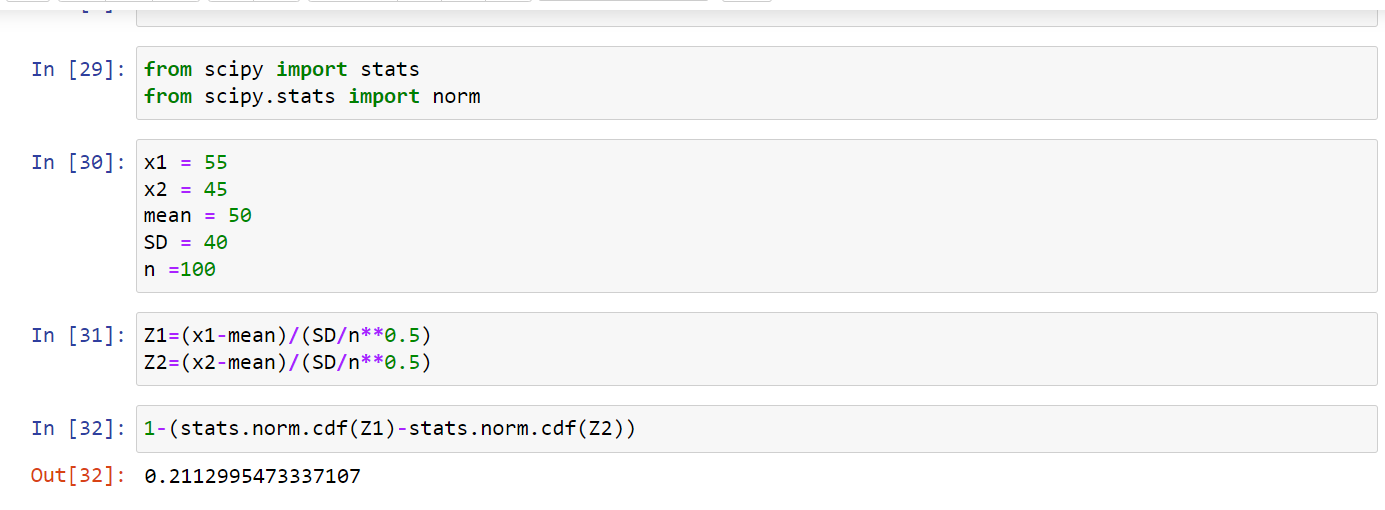 In [29]:
from scipy import stats
from scipy.stats import norm
In [30]:
x1 = 55
x2 = 45
mean = 50
SD = 40
n =100
In [31]:
Z1=(x1-mean)/(SD/n**0.5)
Z2=(x2-mean)/(SD/n**0.5)
In [32]:
1-(stats.norm.cdf(Z1)-stats.norm.cdf(Z2))
Out[32]:
0.2112995473337107